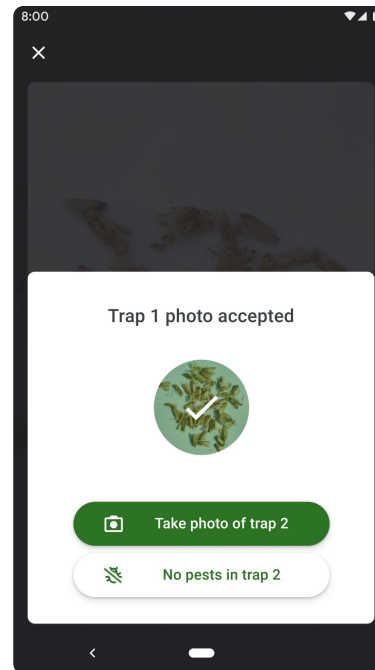 8:00
Trap 1 photo accepted
Take photo of trap 2
No pests in trap 2